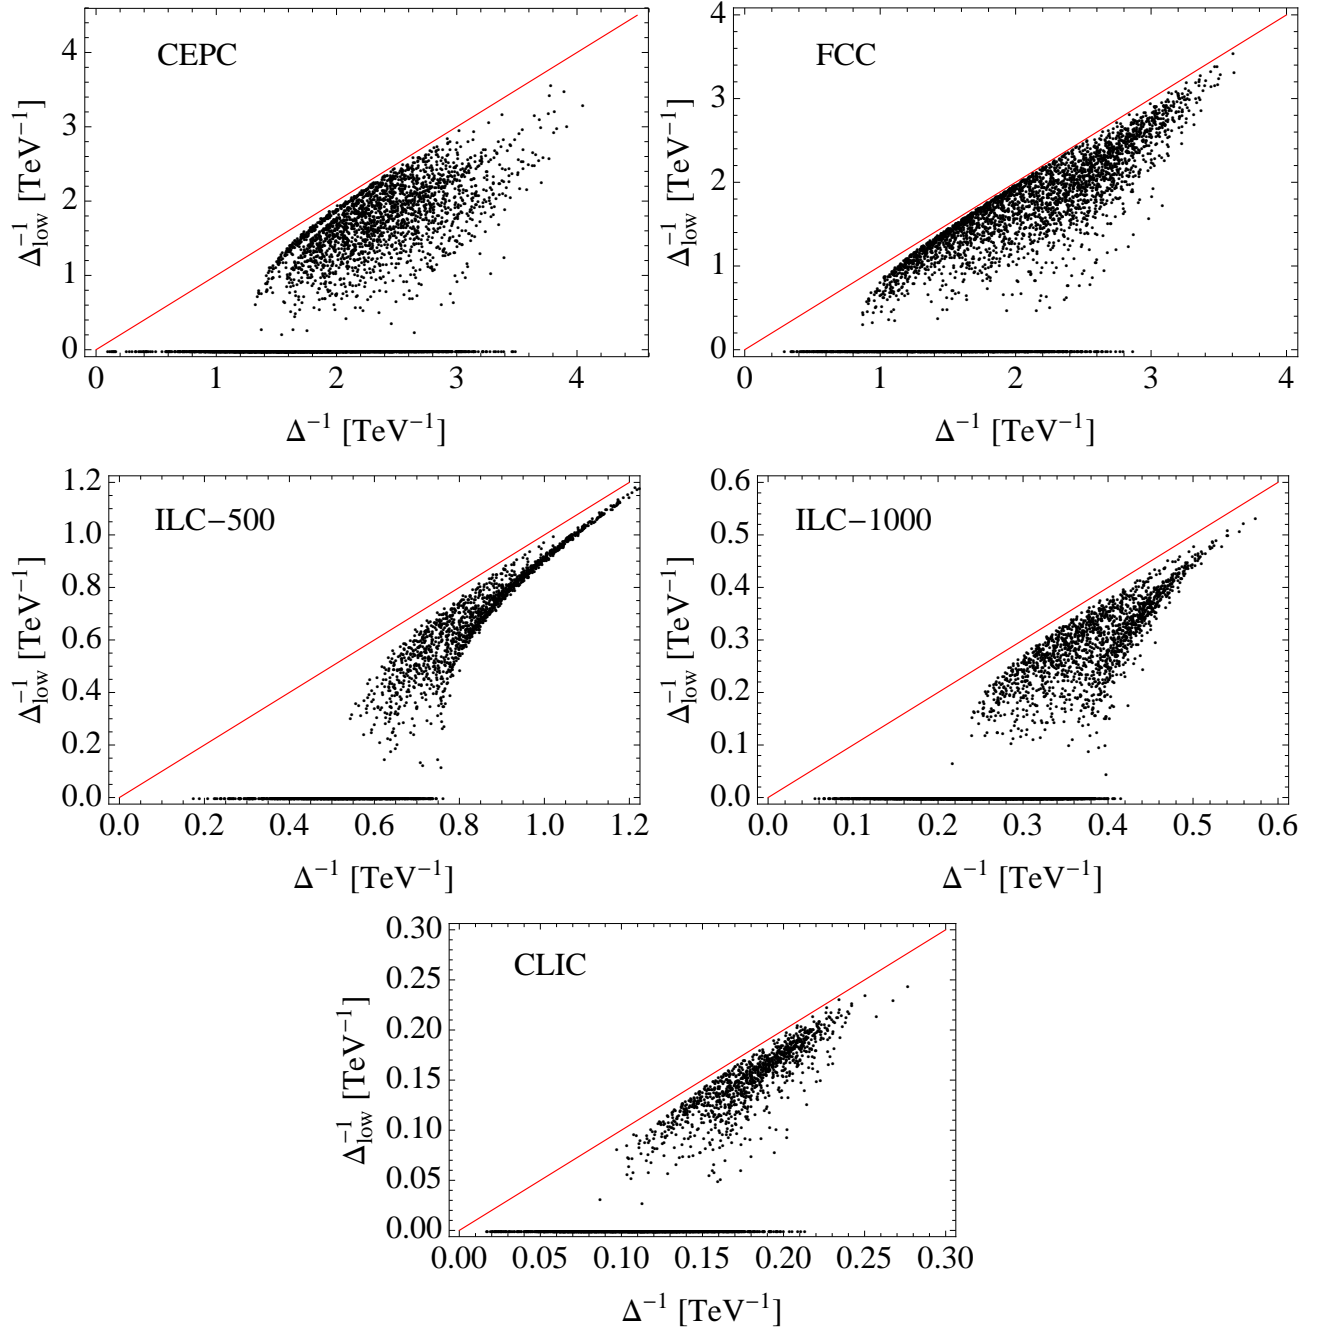 CEPC
4
3
2
1
0
Δ_low^−1 [TeV^−1]
0 1 2 3 4
Δ^−1 [TeV^−1]
FCC
4
3
2
1
0
Δ_low^−1 [TeV^−1]
0 1 2 3 4
Δ^−1 [TeV^−1]
ILC−500
1.2
1.0
0.8
0.6
0.4
0.2
0.0
Δ_low^−1 [TeV^−1]
0.0 0.2 0.4 0.6 0.8 1.0 1.2
Δ^−1 [TeV^−1]
ILC−1000
0.6
0.5
0.4
0.3
0.2
0.1
0.0
Δ_low^−1 [TeV^−1]
0.0 0.1 0.2 0.3 0.4 0.5 0.6
Δ^−1 [TeV^−1]
CLIC
0.30
0.25
0.20
0.15
0.10
0.05
0.00
Δ_low^−1 [TeV^−1]
0.00 0.05 0.10 0.15 0.20 0.25 0.30
Δ^−1 [TeV^−1]